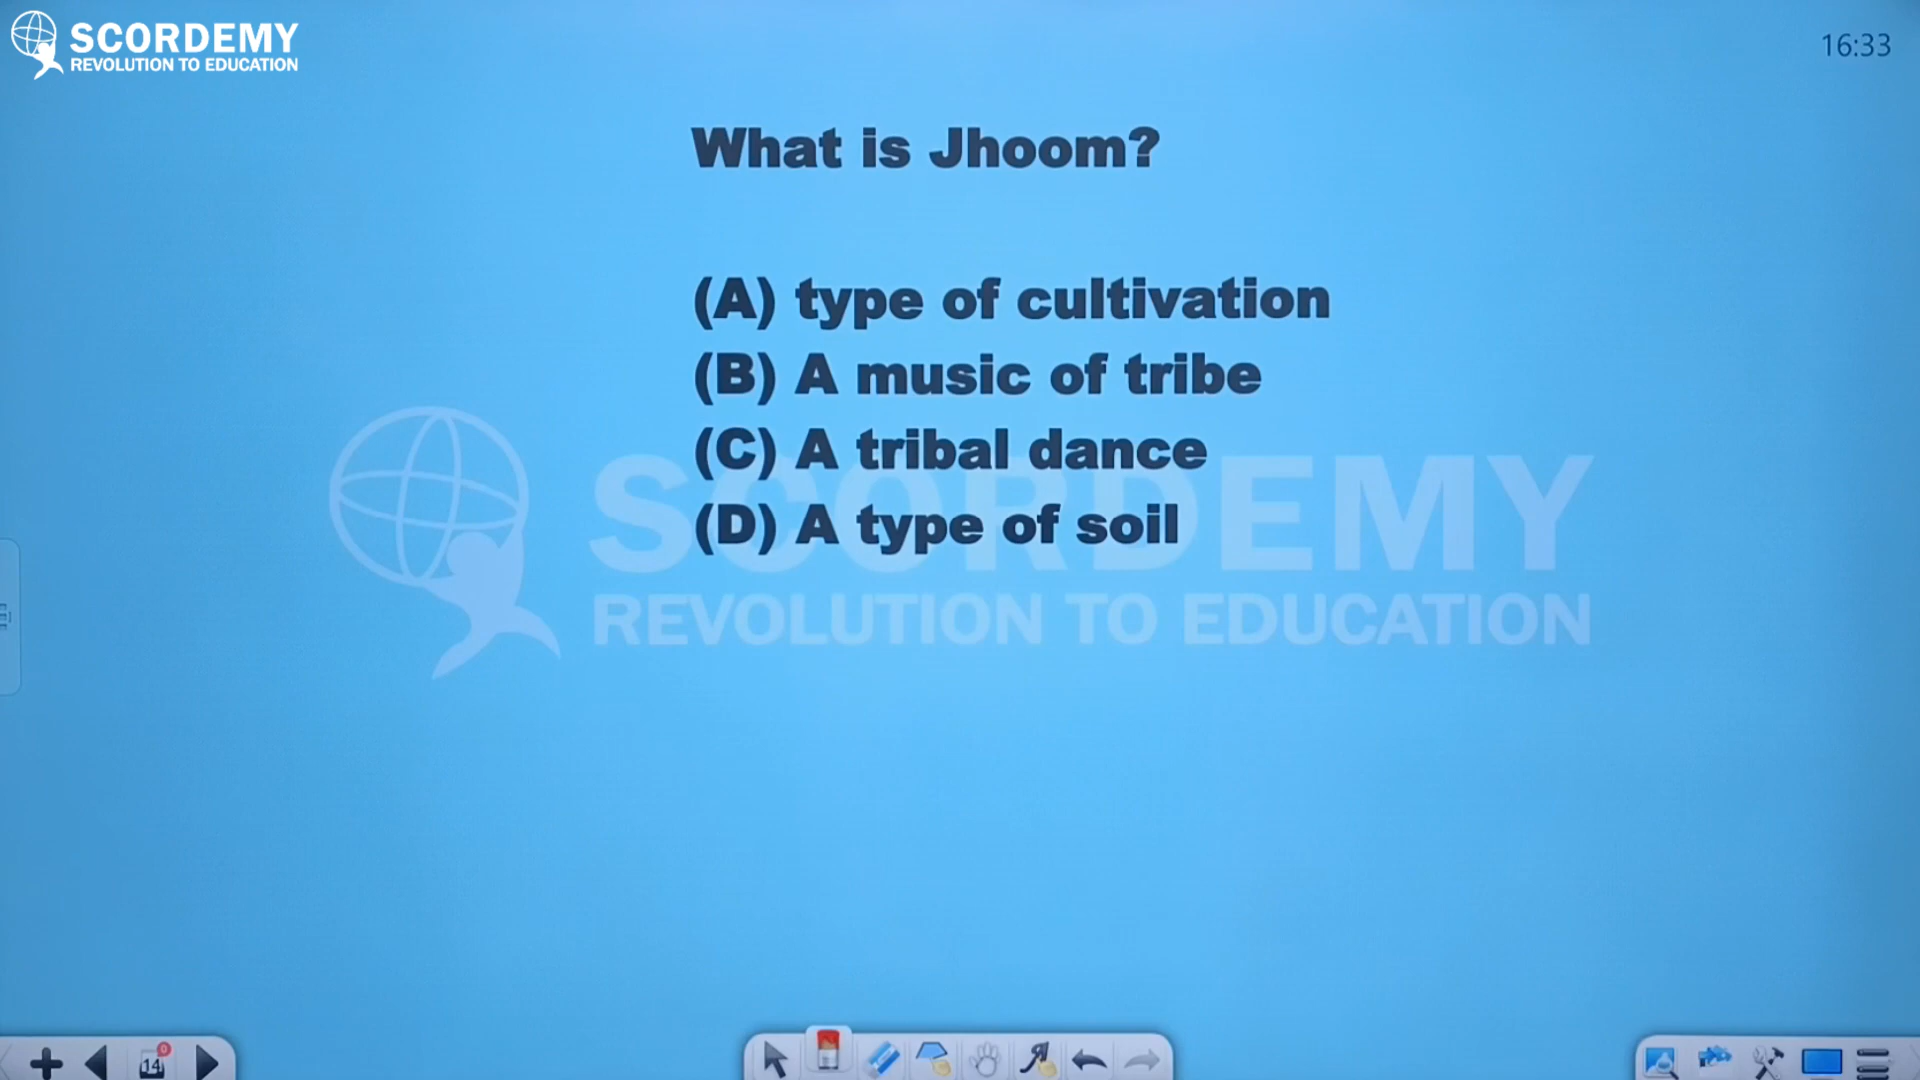 SCORDEMY
REVOLUTION TO EDUCATION
16:33
What is Jhoom?
(A) type of cultivation
(B) A music of tribe
(C) A tribal dance
(D) A type of soil
SCORDEMY
REVOLUTION TO EDUCATION
14
0